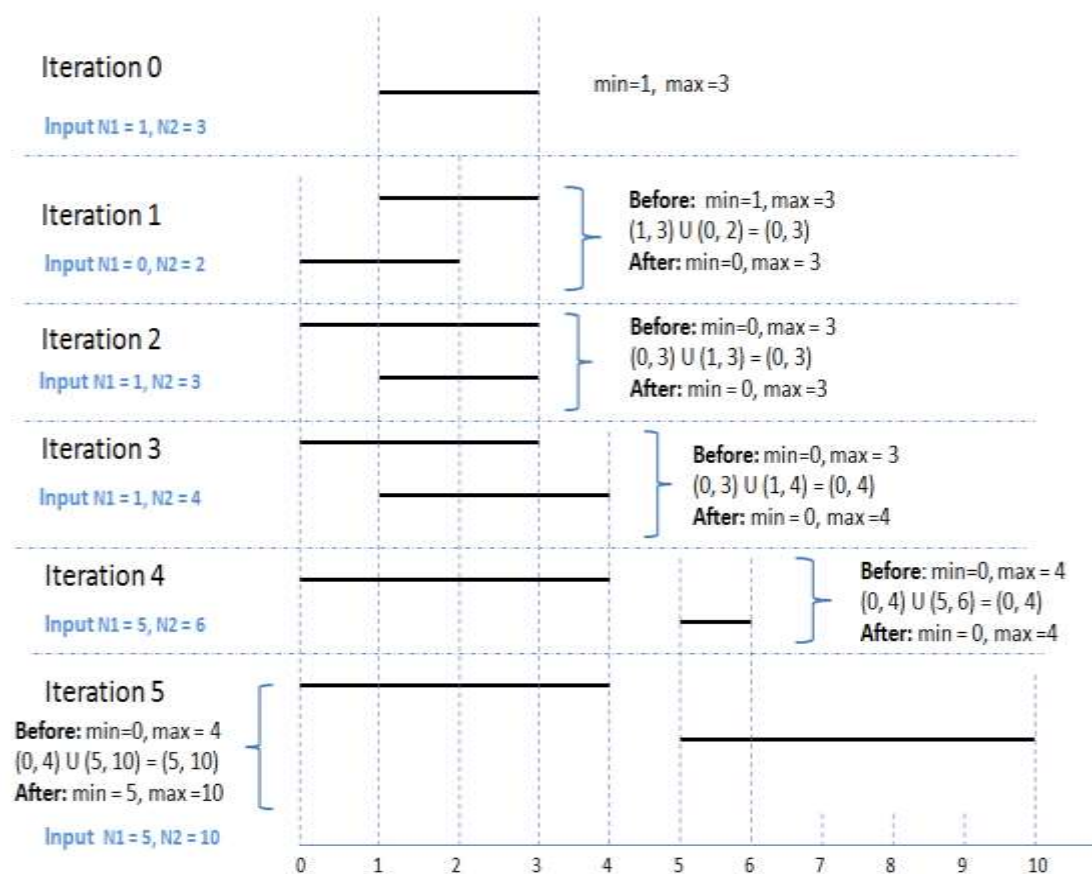 Iteration 0
min=1, max =3
Input N1 = 1, N2 = 3
Iteration 1
Input N1 = 0, N2 = 2
Before: min=1, max =3
(1, 3) U (0, 2) = (0, 3)
After: min=0, max = 3
Iteration 2
Input N1 = 1, N2 = 3
Before: min=0, max = 3
(0, 3) U (1, 3) = (0, 3)
After: min = 0, max =3
Iteration 3
Input N1 = 1, N2 = 4
Before: min=0, max = 3
(0, 3) U (1, 4) = (0, 4)
After: min = 0, max =4
Iteration 4
Input N1 = 5, N2 = 6
Before: min=0, max = 4
(0, 4) U (5, 6) = (0, 4)
After: min = 0, max =4
Iteration 5
Before: min=0, max = 4
(0, 4) U (5, 10) = (5, 10)
After: min = 5, max =10
Input N1 = 5, N2 = 10
0 1 2 3 4 5 6 7 8 9 10